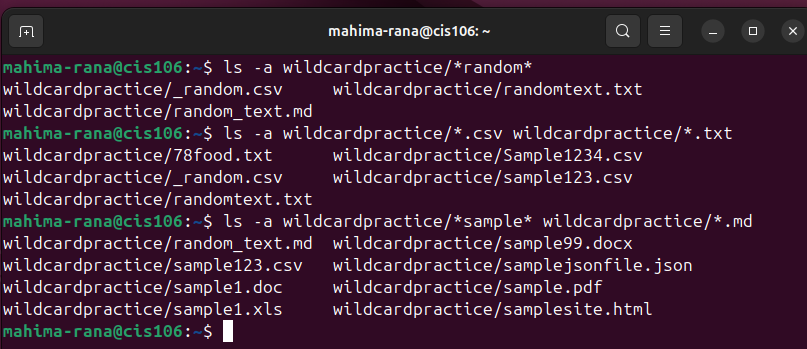 mahima-rana@cis106: ~
mahima-rana@cis106:~$ ls -a wildcardpractice/*random*
wildcardpractice/_random.csv wildcardpractice/randomtext.txt
wildcardpractice/random_text.md
mahima-rana@cis106:~$ ls -a wildcardpractice/*.csv wildcardpractice/*.txt
wildcardpractice/78food.txt wildcardpractice/Sample1234.csv
wildcardpractice/_random.csv wildcardpractice/sample123.csv
wildcardpractice/randomtext.txt
mahima-rana@cis106:~$ ls -a wildcardpractice/*sample* wildcardpractice/*.md
wildcardpractice/random_text.md wildcardpractice/sample99.docx
wildcardpractice/sample123.csv wildcardpractice/samplejsonfile.json
wildcardpractice/sample1.doc wildcardpractice/sample.pdf
wildcardpractice/sample1.xls wildcardpractice/samplesite.html
mahima-rana@cis106:~$